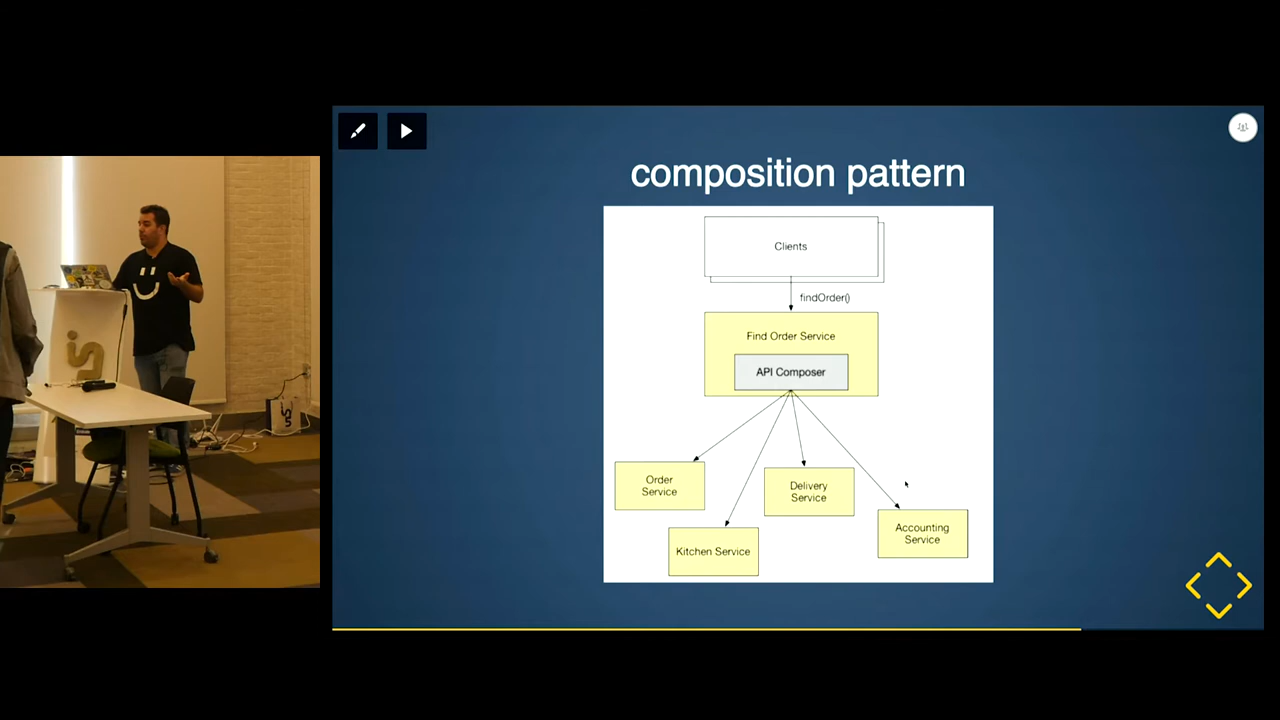 composition pattern
Clients
findOrder()
Find Order Service
API Composer
Order
Service
Delivery
Service
Kitchen Service
Accounting
Service